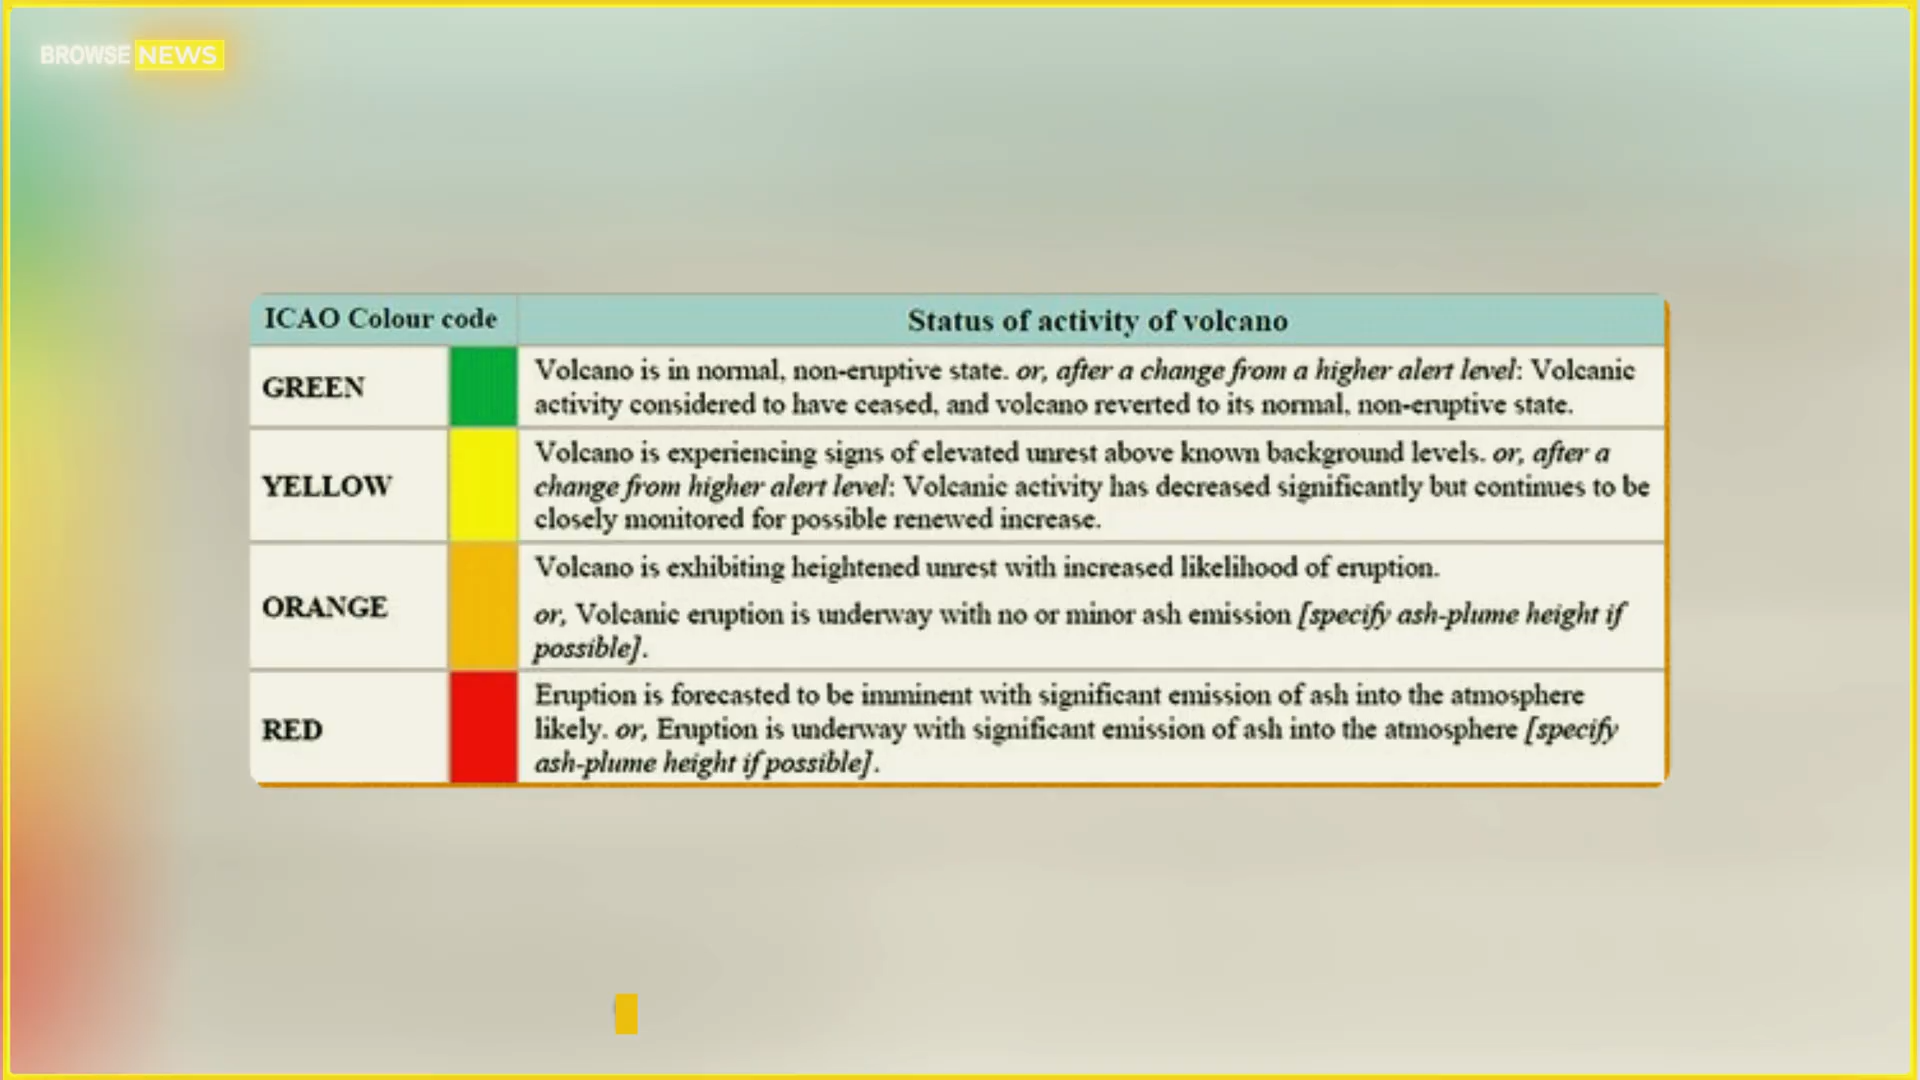 BROWSE NEWS
ICAO Colour code
Status of activity of volcano
GREEN
Volcano is in normal, non-eruptive state. or, after a change from a higher alert level: Volcanic
activity considered to have ceased, and volcano reverted to its normal, non-eruptive state.
YELLOW
Volcano is experiencing signs of elevated unrest above known background levels. or, after a
change from higher alert level: Volcanic activity has decreased significantly but continues to be
closely monitored for possible renewed increase.
ORANGE
Volcano is exhibiting heightened unrest with increased likelihood of eruption.
or, Volcanic eruption is underway with no or minor ash emission [specify ash-plume height if
possible].
RED
Eruption is forecasted to be imminent with significant emission of ash into the atmosphere
likely. or, Eruption is underway with significant emission of ash into the atmosphere [specify
ash-plume height if possible].